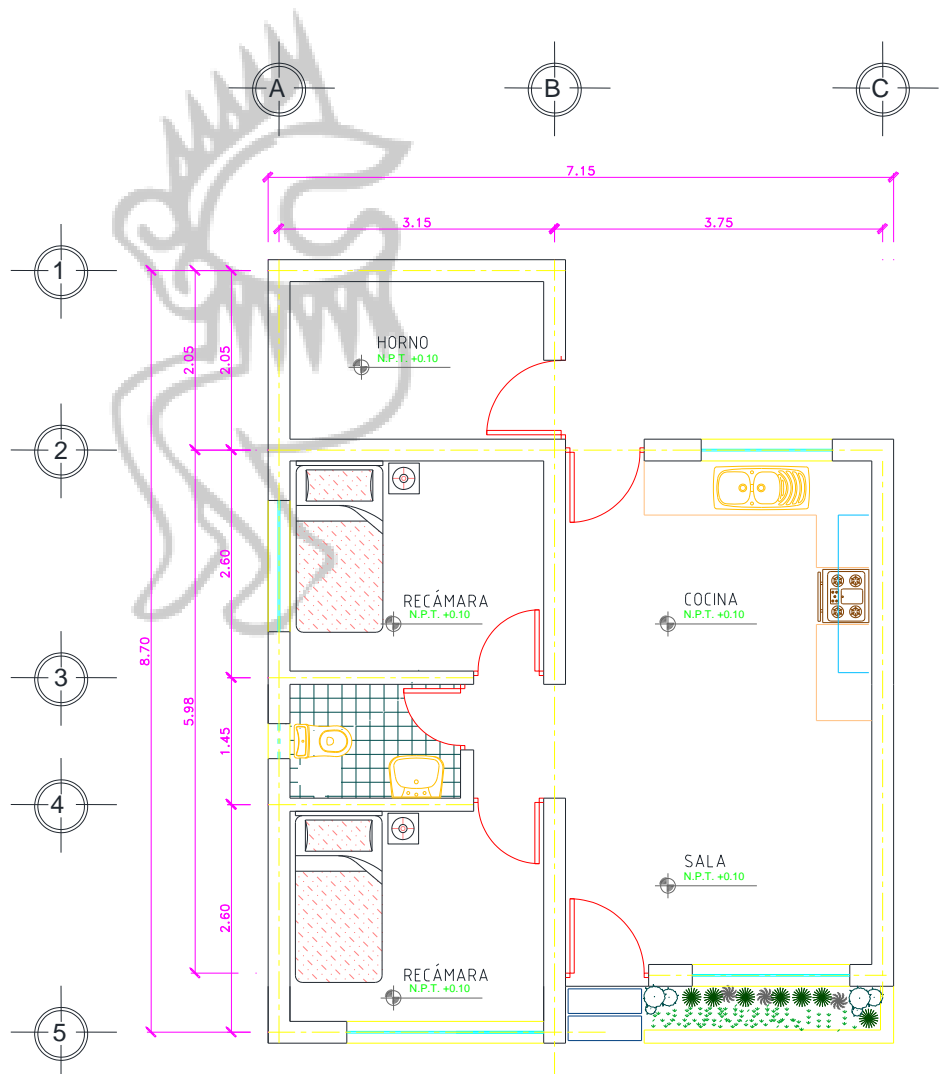 A
B
C
7.15
3.15
3.75
1
2.05
2.05
HORNO
N.P.T. +0.10
2
2.60
RECÁMARA
N.P.T. +0.10
COCINA
N.P.T. +0.10
8.70
3
5.98
1.45
4
SALA
N.P.T. +0.10
2.60
RECÁMARA
N.P.T. +0.10
5